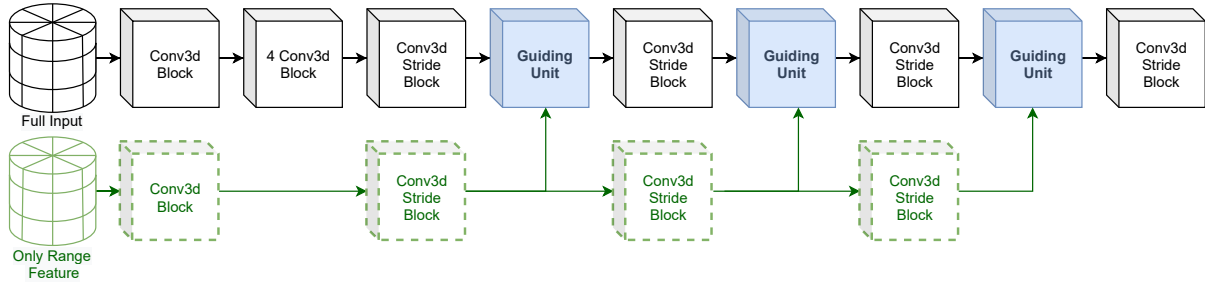 Full Input
Conv3d
Block
4 Conv3d
Block
Conv3d
Stride
Block
Guiding
Unit
Conv3d
Stride
Block
Guiding
Unit
Conv3d
Stride
Block
Guiding
Unit
Conv3d
Stride
Block
Only Range
Feature
Conv3d
Block
Conv3d
Stride
Block
Conv3d
Stride
Block
Conv3d
Stride
Block